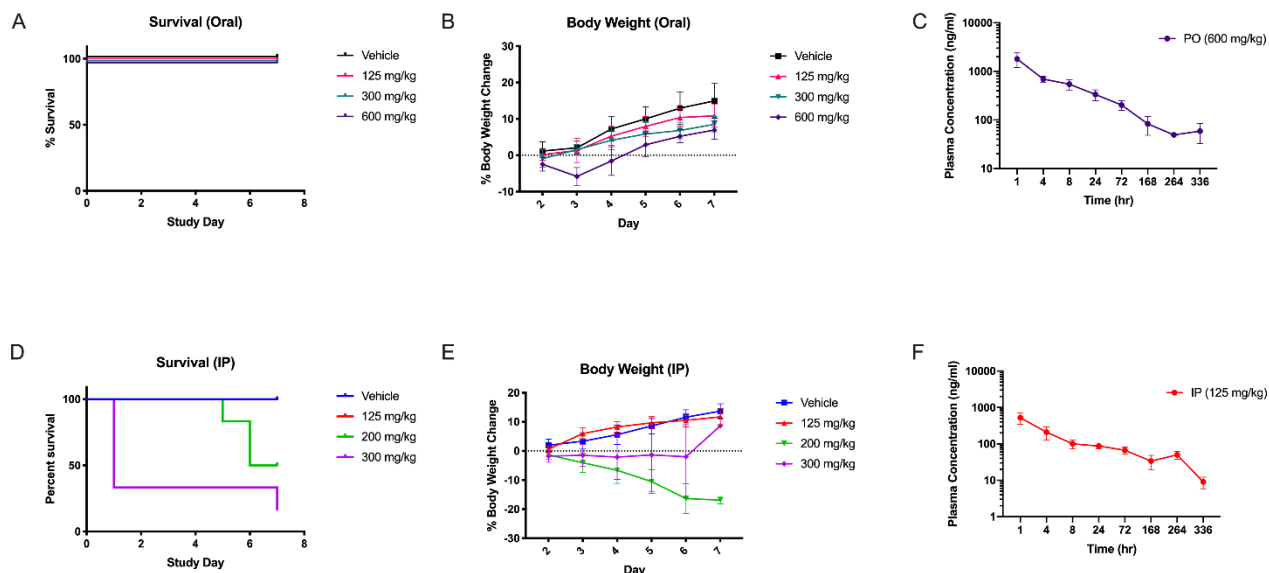 A
Survival (Oral)
% Survival
100
50
0
0 2 4 6 8
Study Day
Vehicle
125 mg/kg
300 mg/kg
600 mg/kg
B
Body Weight (Oral)
% Body Weight Change
30
20
10
0
-10
2 3 4 5 6 7
Day
Vehicle
125 mg/kg
300 mg/kg
600 mg/kg
C
Plasma Concentration (ng/ml)
10000
1000
100
10
1 4 8 24 72 168 264 336
Time (hr)
PO (600 mg/kg)
D
Survival (IP)
Percent survival
100
50
0
0 2 4 6 8
Study Day
Vehicle
125 mg/kg
200 mg/kg
300 mg/kg
E
Body Weight (IP)
% Body Weight Change
20
10
0
-10
-20
-30
2 3 4 5 6 7
Day
Vehicle
125 mg/kg
200 mg/kg
300 mg/kg
F
Plasma Concentration (ng/ml)
10000
1000
100
10
1
1 4 8 24 72 168 264 336
Time (hr)
IP (125 mg/kg)